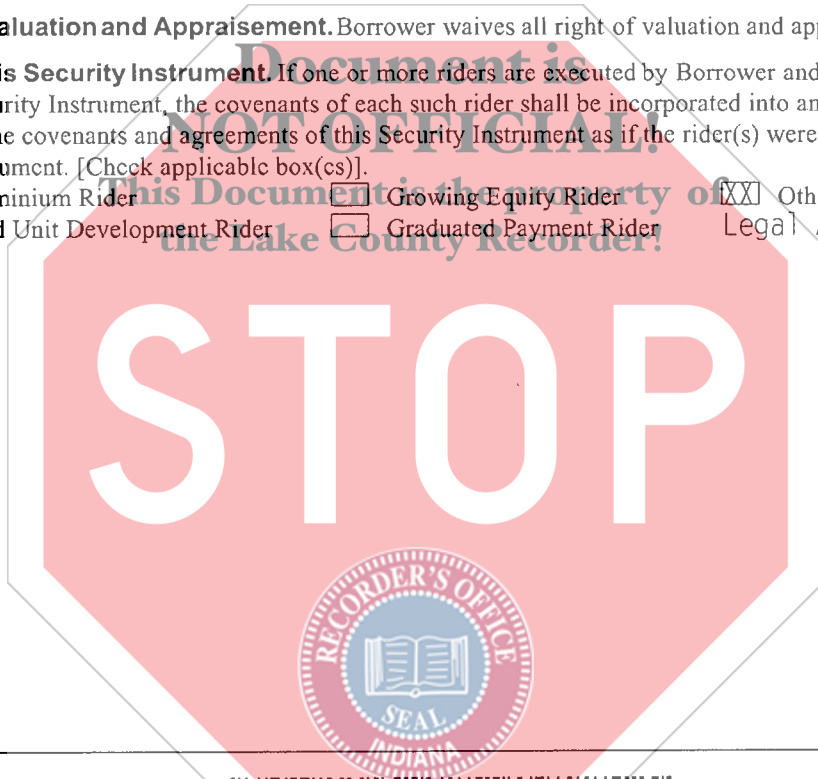 aluation and Appraisement. Borrower waives all right of valuation and app
Document is
is Security Instrument. If one or more riders are executed by Borrower and
urity Instrument, the covenants of each such rider shall be incorporated into an
NOT OFFICIAL!
he covenants and agreements of this Security Instrument as if the rider(s) were
ument. [Check applicable box(es)].
This Document is the property of
minium Rider Growing Equity Rider [XX] Oth
the Lake County Recorder!
d Unit Development Rider Graduated Payment Rider Legal
STOP
RECORDER'S OFFICE
SEAL
INDIANA